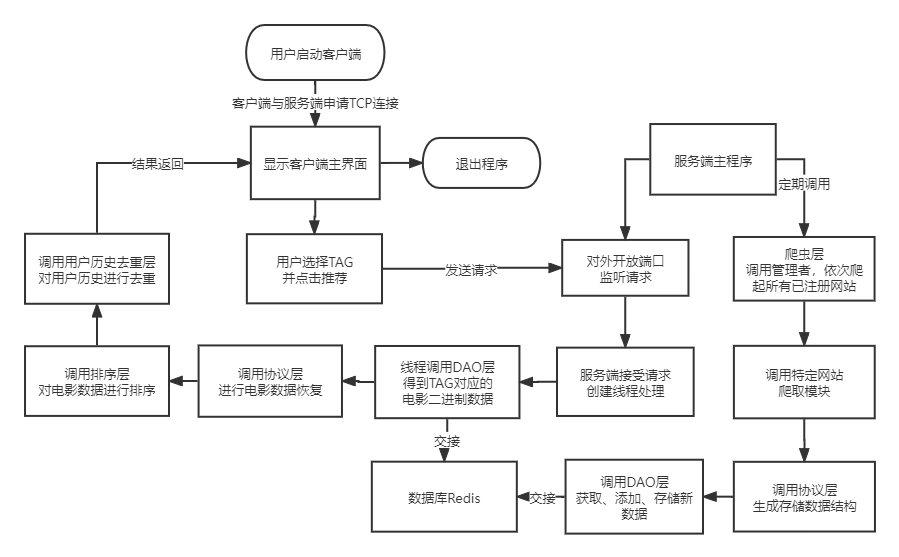 用户启动客户端
客户端与服务端申请TCP连接
显示客户端主界面
结果返回
退出程序
服务端主程序
定期调用
调用用户历史去重层
对用户历史进行去重
用户选择TAG
并点击推荐
发送请求
对外开放端口
监听请求
爬虫层
调用管理者，依次爬
起所有已注册网站
调用排序层
对电影数据进行排序
调用协议层
进行电影数据恢复
线程调用DAO层
得到TAG对应的
电影二进制数据
服务端接受请求
创建线程处理
调用特定网站
爬取模块
交接
数据库Redis
交接
调用DAO层
获取、添加、存储新
数据
调用协议层
生成存储数据结构